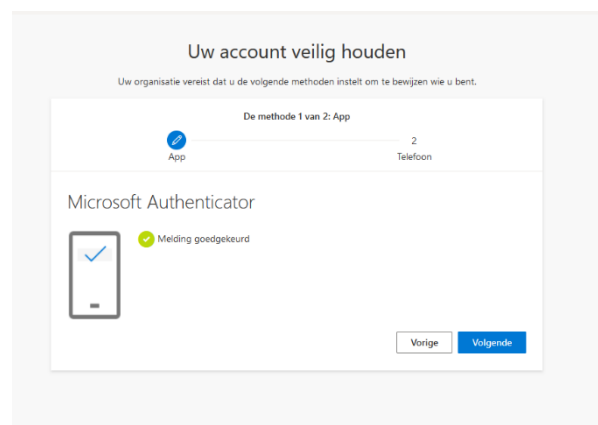 Uw account veilig houden
Uw organisatie vereist dat u de volgende methoden instelt om te bewijzen wie u bent.
De methode 1 van 2: App
App
2
Telefoon
Microsoft Authenticator
Melding goedgekeurd
Vorige
Volgende